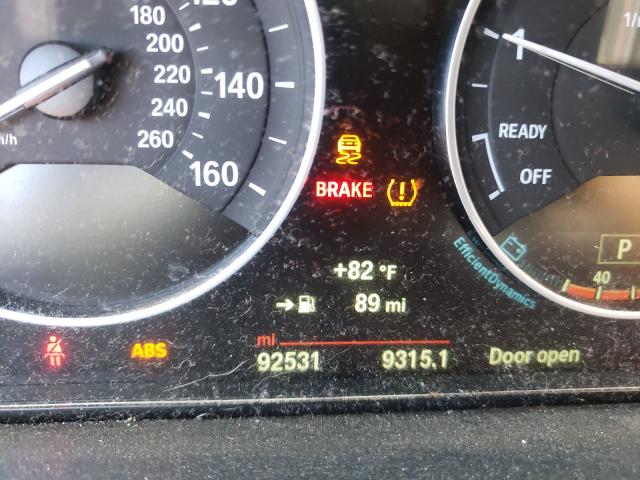 180
200
220
240
260
140
160
1
READY
OFF
BRAKE
+82 °F
89 mi
P
EfficientDynamics
40
ABS
mi
92531 9315.1
Door open